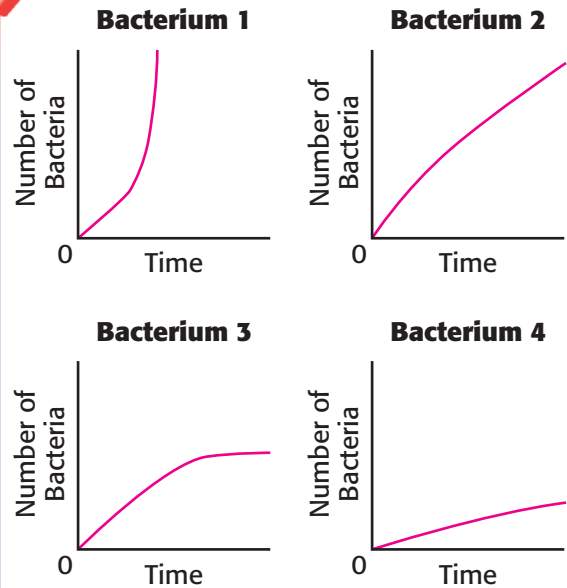 Bacterium 1
Number of
Bacteria
0
Time
Bacterium 2
Number of
Bacteria
0
Time
Bacterium 3
Number of
Bacteria
0
Time
Bacterium 4
Number of
Bacteria
0
Time